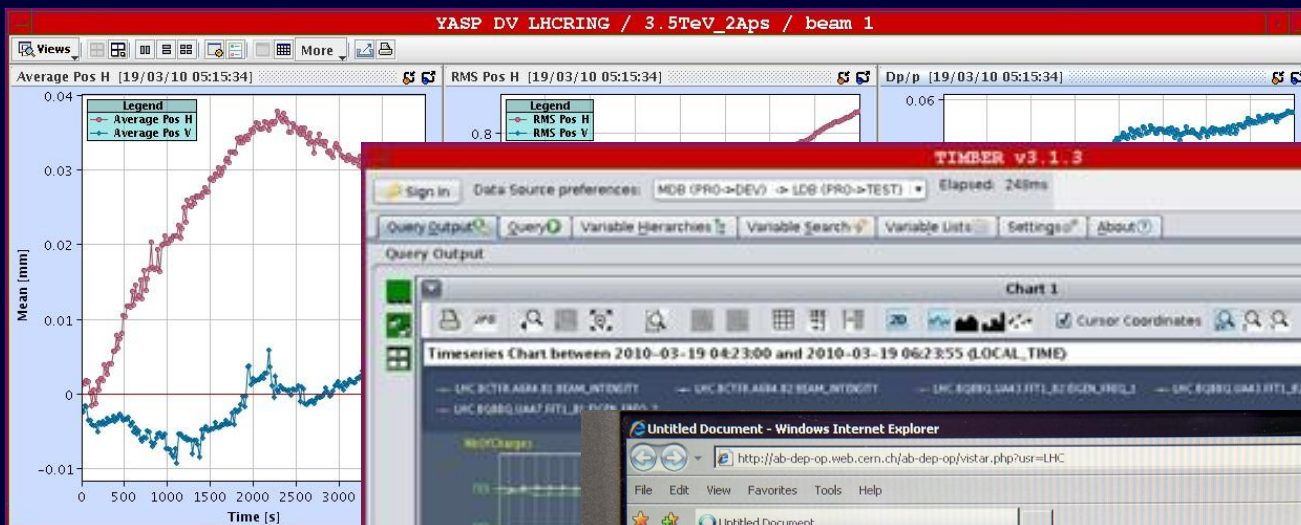 YASP DV LHCRING / 3.5TeV_2Aps / beam 1
Views More
Average Pos H [19/03/10 05:15:34]
0.04
0.03
0.02
0.01
0
-0.01
Mean [mm]
Legend
Average Pos H
Average Pos V
0 500 1000 1500 2000 2500 3000
Time [s]
RMS Pos H [19/03/10 05:15:34]
0.8
Legend
RMS Pos H
RMS Pos V
Dp/p [19/03/10 05:15:34]
0.06
TIMBER v3.1.3
Sign in Data Source preferences: MDB (PRO->DEV) -> LDB (PRO->TEST) Elapsed: 248ms
Query Output Query Variable Hierarchies Variable Search Variable Lists Settings About
Query Output
Chart 1
2D Cursor Coordinates
Timeseries Chart between 2010-03-19 04:23:00 and 2010-03-19 06:23:55 (LOCAL_TIME)
Untitled Document - Windows Internet Explorer
http://ab-dep-op.web.cern.ch/ab-dep-op/vistar.php?usr=LHC
File Edit View Favorites Tools Help
Untitled Document